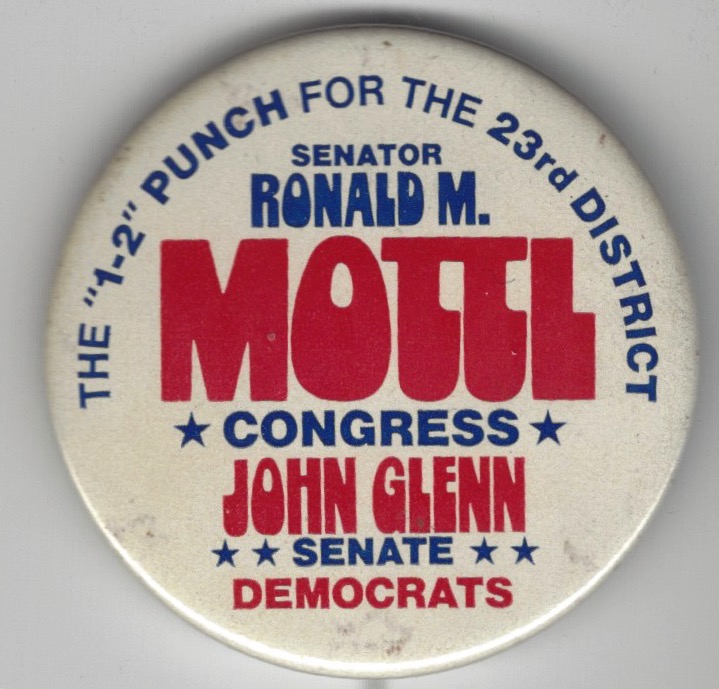 THE "1-2" PUNCH FOR THE 23rd DISTRICT
SENATOR
RONALD M.
MOTTL
★ CONGRESS ★
JOHN GLENN
★ ★ SENATE ★ ★
DEMOCRATS